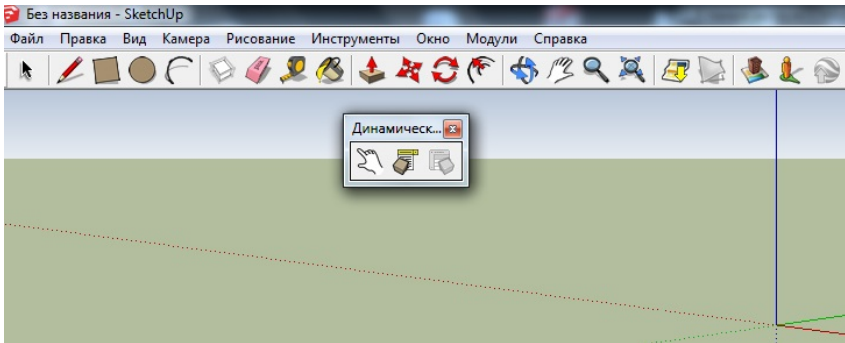 Без названия - SketchUp
Файл Правка Вид Камера Рисование Инструменты Окно Модули Справка
Динамическ...